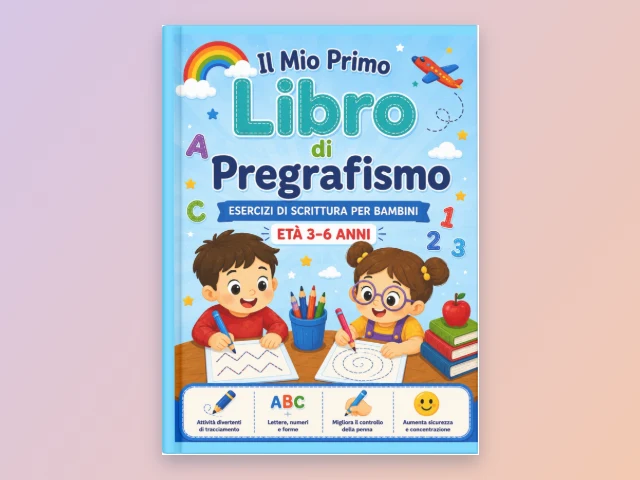 Il Mio Primo
Libro
di
Pregrafismo
ESERCIZI DI SCRITTURA PER BAMBINI
ETÀ 3-6 ANNI
A
C
1
2
3
ABC
Attività divertenti
di tracciamento
Lettere, numeri
e forme
Migliora il controllo
della penna
Aumenta sicurezza
e concentrazione